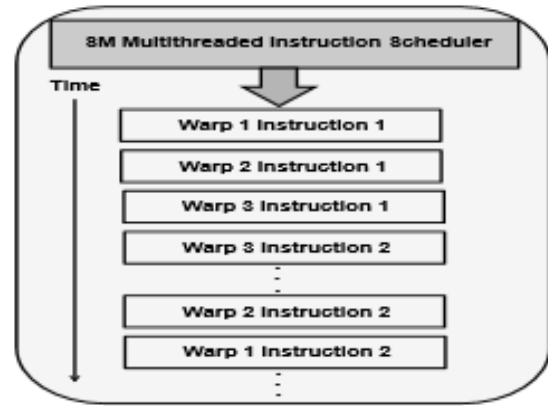 SM Multithreaded Instruction Scheduler
Time
Warp 1 Instruction 1
Warp 2 Instruction 1
Warp 3 Instruction 1
Warp 3 Instruction 2
Warp 2 Instruction 2
Warp 1 Instruction 2